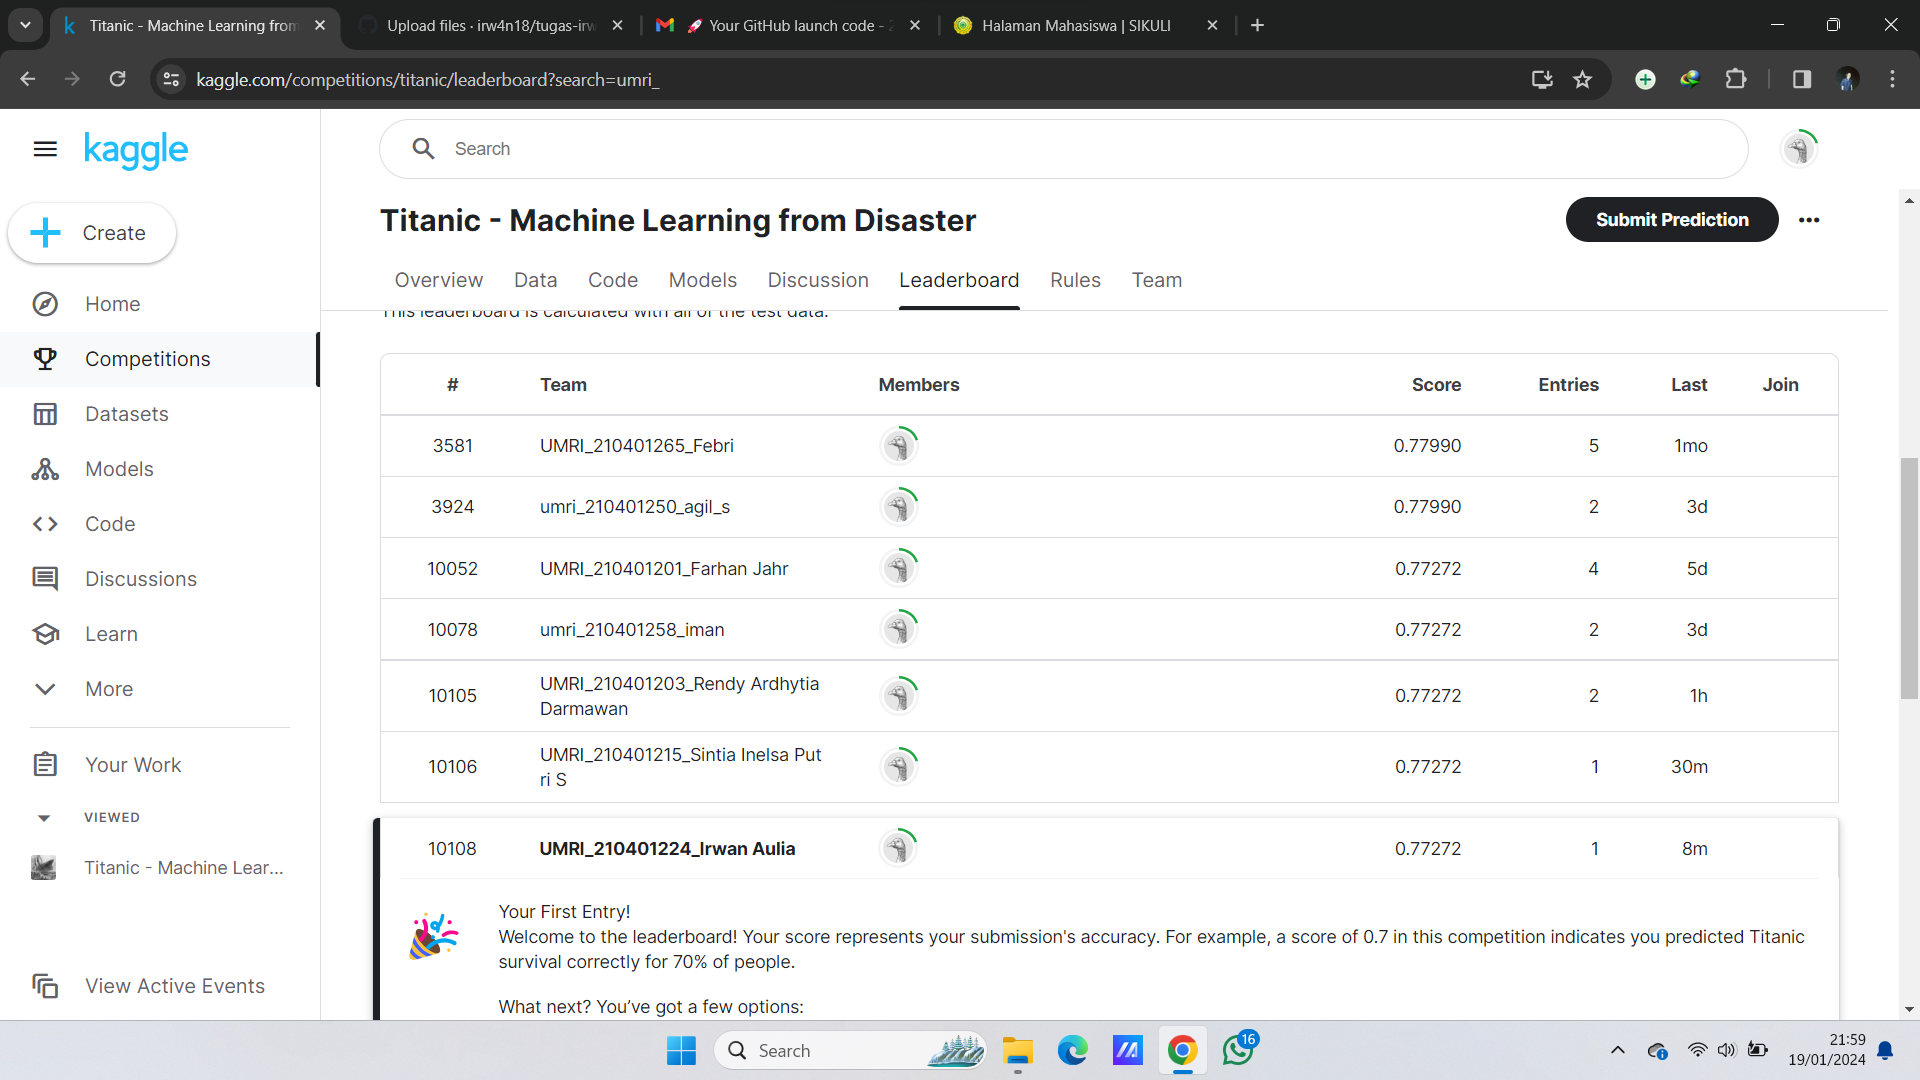 Titanic - Machine Learning from
Upload files · irw4n18/tugas-irw
🚀 Your GitHub launch code -
Halaman Mahasiswa | SIKULI
kaggle.com/competitions/titanic/leaderboard?search=umri_
kaggle
Search
Create
Home
Competitions
Datasets
Models
Code
Discussions
Learn
More
Your Work
VIEWED
Titanic - Machine Lear...
View Active Events
Titanic - Machine Learning from Disaster
Submit Prediction
Overview Data Code Models Discussion Leaderboard Rules Team
This leaderboard is calculated with all of the test data.
# Team Members Score Entries Last Join
3581 UMRI_210401265_Febri 0.77990 5 1mo
3924 umri_210401250_agil_s 0.77990 2 3d
10052 UMRI_210401201_Farhan Jahr 0.77272 4 5d
10078 umri_210401258_iman 0.77272 2 3d
10105 UMRI_210401203_Rendy Ardhytia
Darmawan 0.77272 2 1h
10106 UMRI_210401215_Sintia Inelsa Put
ri S 0.77272 1 30m
10108 UMRI_210401224_Irwan Aulia 0.77272 1 8m
Your First Entry!
Welcome to the leaderboard! Your score represents your submission's accuracy. For example, a score of 0.7 in this competition indicates you predicted Titanic
survival correctly for 70% of people.
What next? You've got a few options:
Search
16
21:59
19/01/2024